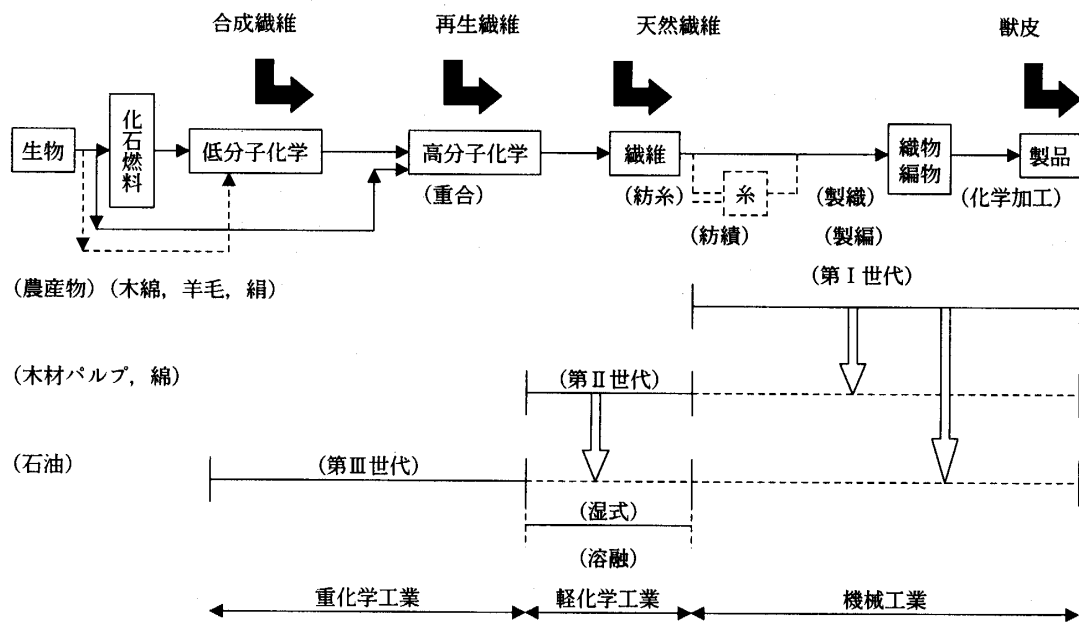 合成繊維
再生繊維
天然繊維
獣皮
生物
化石燃料
低分子化学
高分子化学
繊維
織物
編物
製品
(重合)
(紡糸)
糸
(製織)
(化学加工)
(紡績)
(製編)
(農産物)(木綿，羊毛，絹)
(第Ⅰ世代)
(木材パルプ，綿)
(第Ⅱ世代)
(石油)
(第Ⅲ世代)
(湿式)
(溶融)
重化学工業
軽化学工業
機械工業